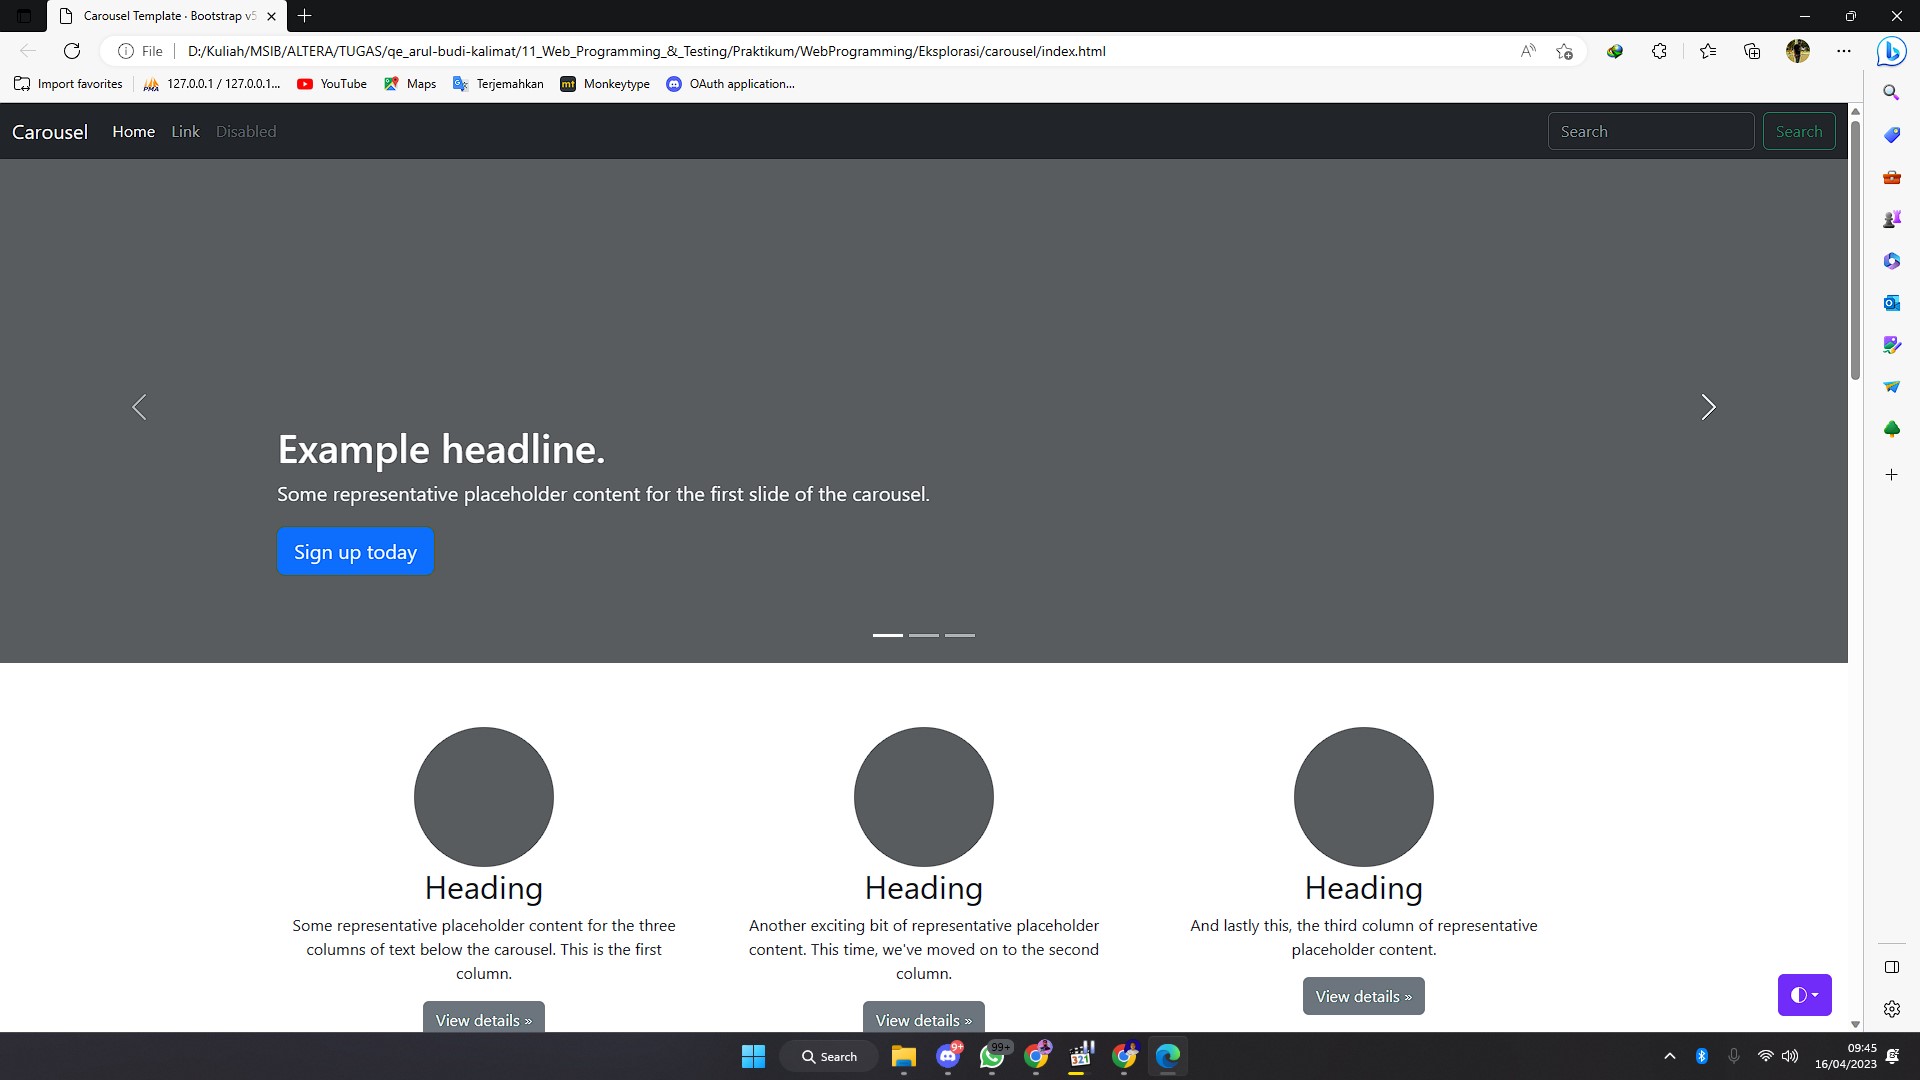 Carousel Template · Bootstrap v5
File
D:/Kuliah/MSIB/ALTERA/TUGAS/qe_arul-budi-kalimat/11_Web_Programming_&_Testing/Praktikum/WebProgramming/Eksplorasi/carousel/index.html
Import favorites
127.0.0.1 / 127.0.0.1...
YouTube
Maps
Terjemahkan
mt Monkeytype
OAuth application...
Carousel
Home
Link
Disabled
Search
Search
Example headline.
Some representative placeholder content for the first slide of the carousel.
Sign up today
Heading
Some representative placeholder content for the three
columns of text below the carousel. This is the first
column.
View details »
Heading
Another exciting bit of representative placeholder
content. This time, we've moved on to the second
column.
View details »
Heading
And lastly this, the third column of representative
placeholder content.
View details »
Search
9+
99+
321
09:45
16/04/2023